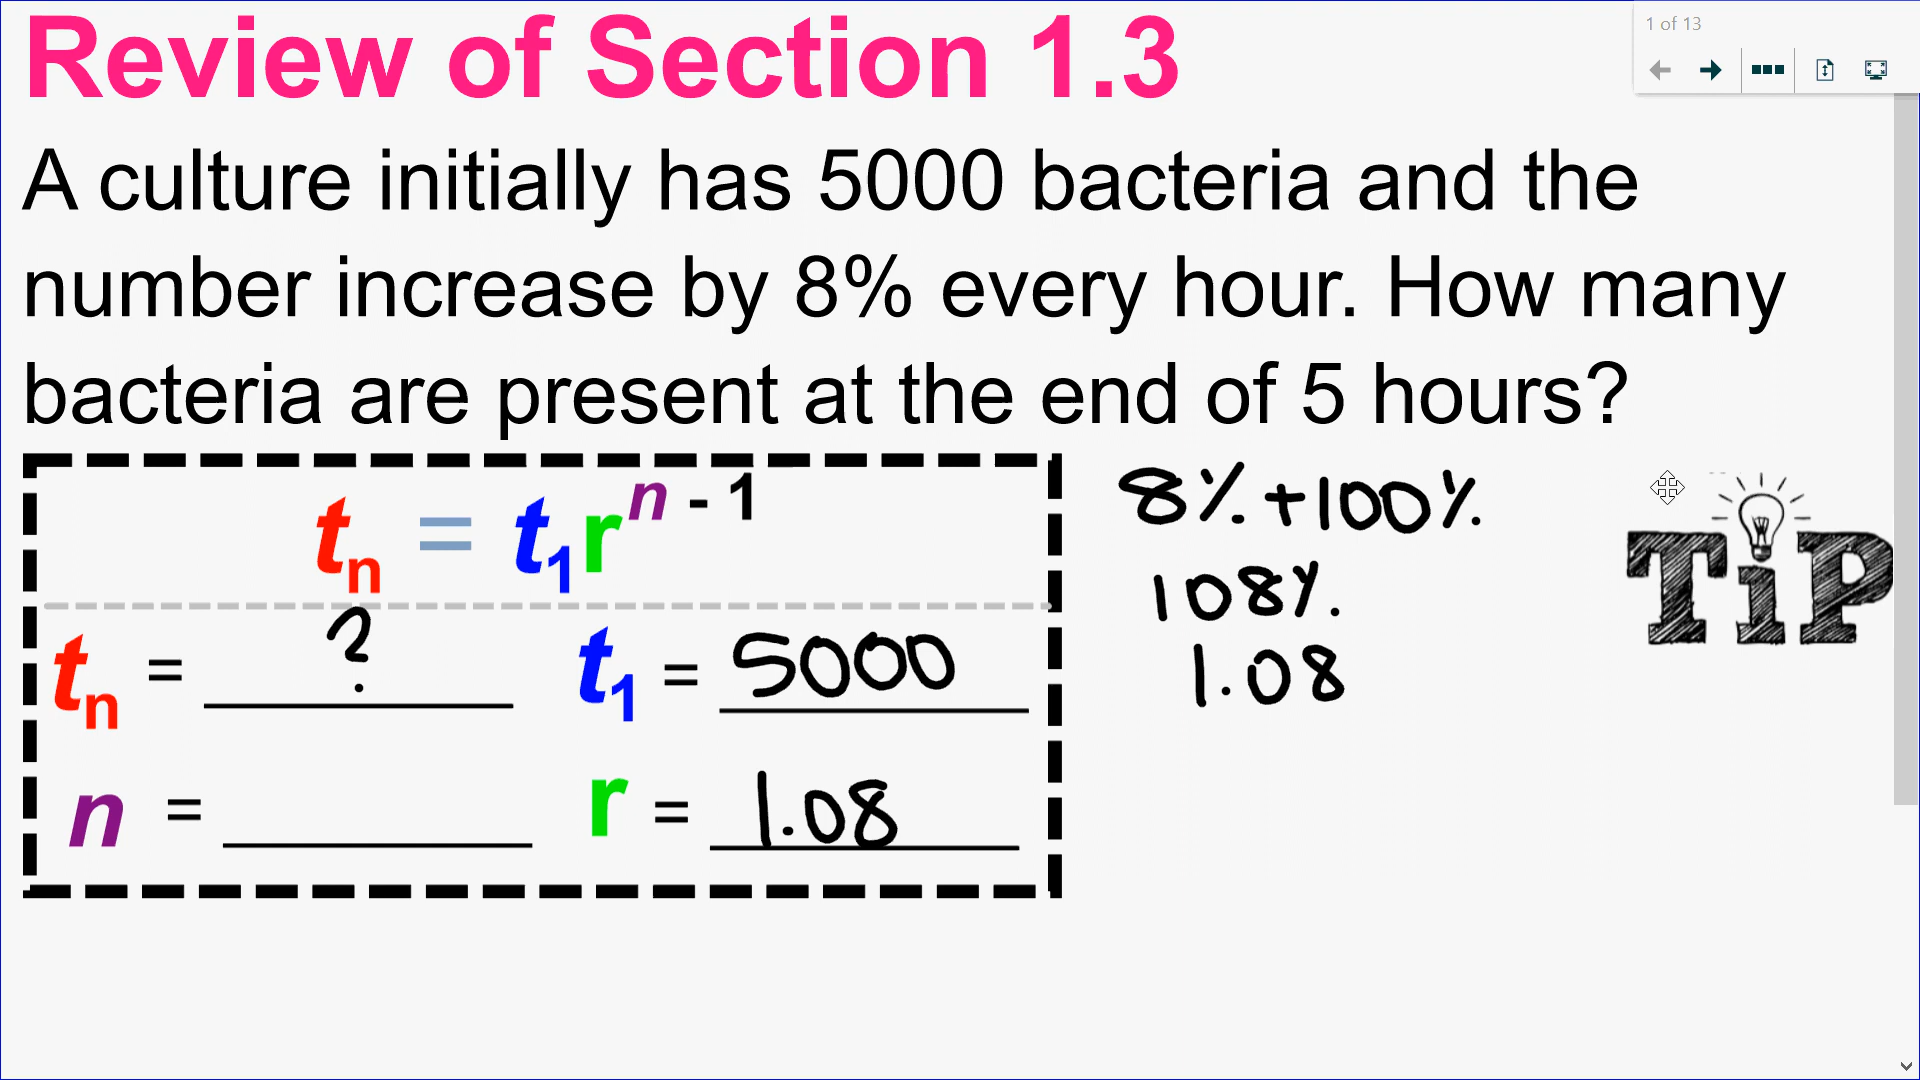 Review of Section 1.3
1 of 13
A culture initially has 5000 bacteria and the
number increase by 8% every hour. How many
bacteria are present at the end of 5 hours?
tn = t1rn - 1
8% + 100%
108%.
1.08
TiP
tn = ? t1 = 5000
n = r = 1.08